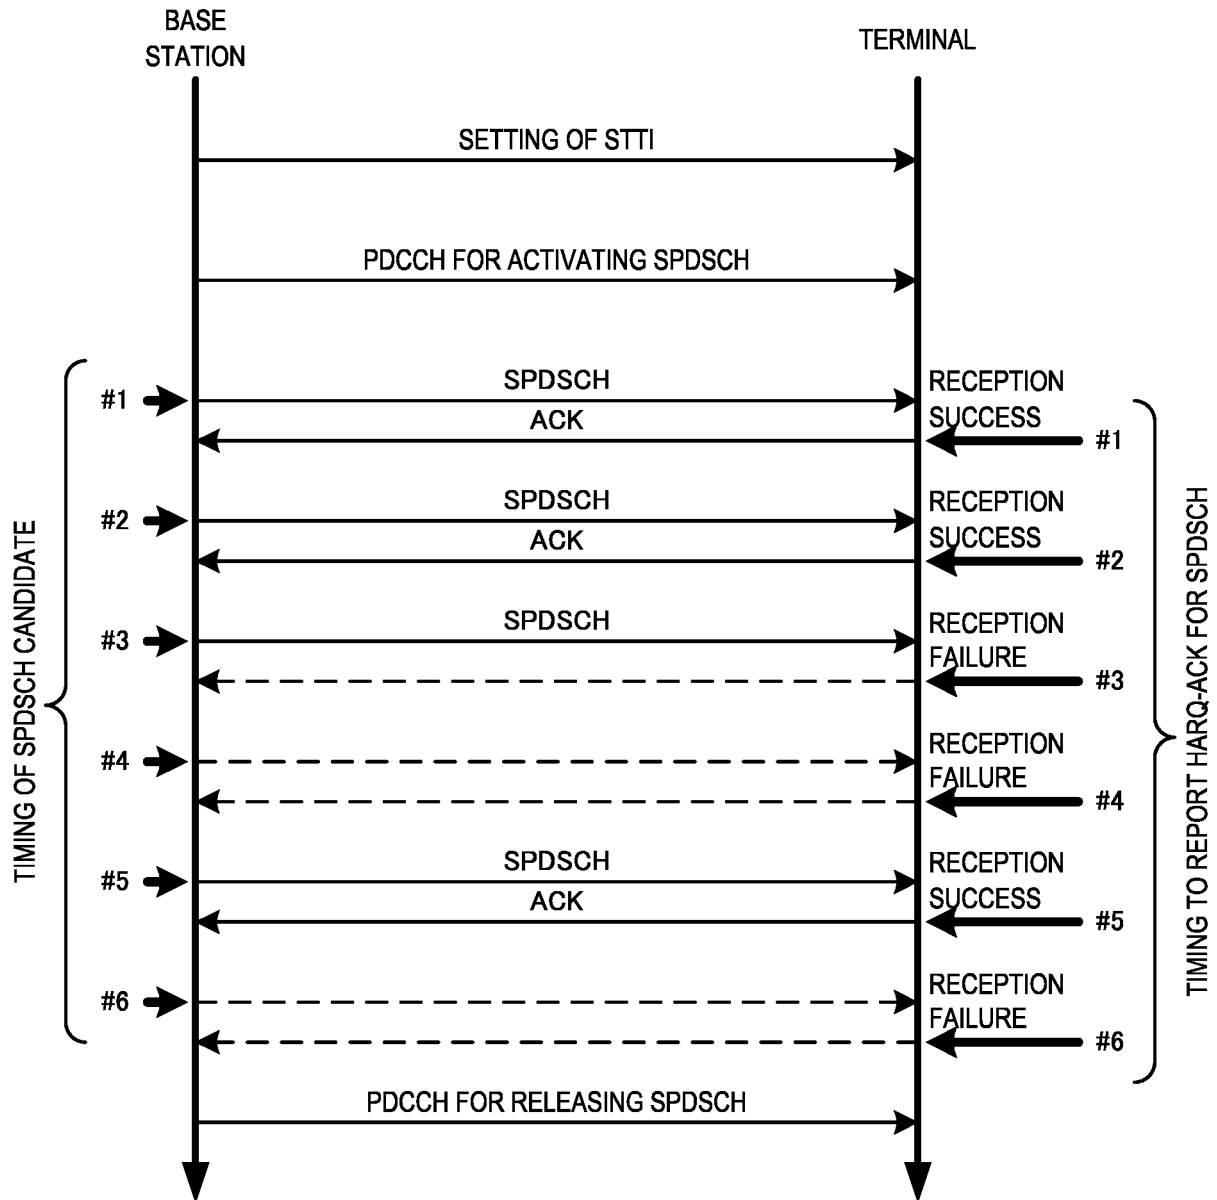 BASE
STATION
TERMINAL
SETTING OF STTI
PDCCH FOR ACTIVATING SPDSCH
#1
SPDSCH
RECEPTION
SUCCESS
ACK
#1
#2
SPDSCH
RECEPTION
SUCCESS
ACK
#2
#3
SPDSCH
RECEPTION
FAILURE
#3
#4
RECEPTION
FAILURE
#4
#5
SPDSCH
RECEPTION
SUCCESS
ACK
#5
#6
RECEPTION
FAILURE
#6
PDCCH FOR RELEASING SPDSCH
TIMING OF SPDSCH CANDIDATE
TIMING TO REPORT HARQ-ACK FOR SPDSCH